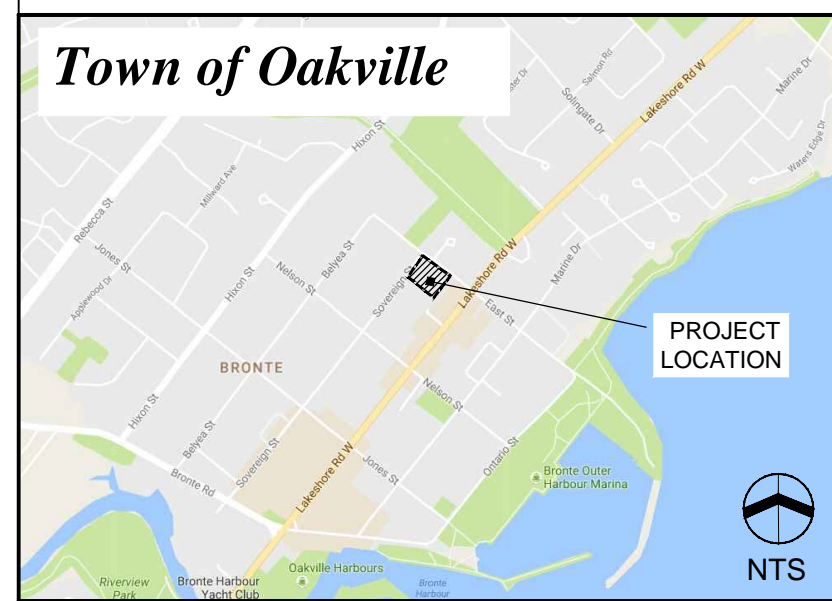 Town of Oakville
Salmon Rd
Solingate Dr
Lakeshore Rd W
Marine Dr
Waters Edge Dr
Hixon St
Millward Ave
Rebecca St
Jones St
Applewood Dr
Hixon St
Nelson St
Belyea St
Sovereign St
Lakeshore Rd W
Marine Dr
East St
PROJECT
LOCATION
BRONTE
Nelson St
Hixon St
Belyea St
Sovereign St
Bronte Rd
Lakeshore Rd W
Jones St
Ontario St
Bronte Outer
Harbour Marina
NTS
Oakville Harbours
Riverview
Park
Bronte Harbour
Yacht Club
Bronte
Harbour